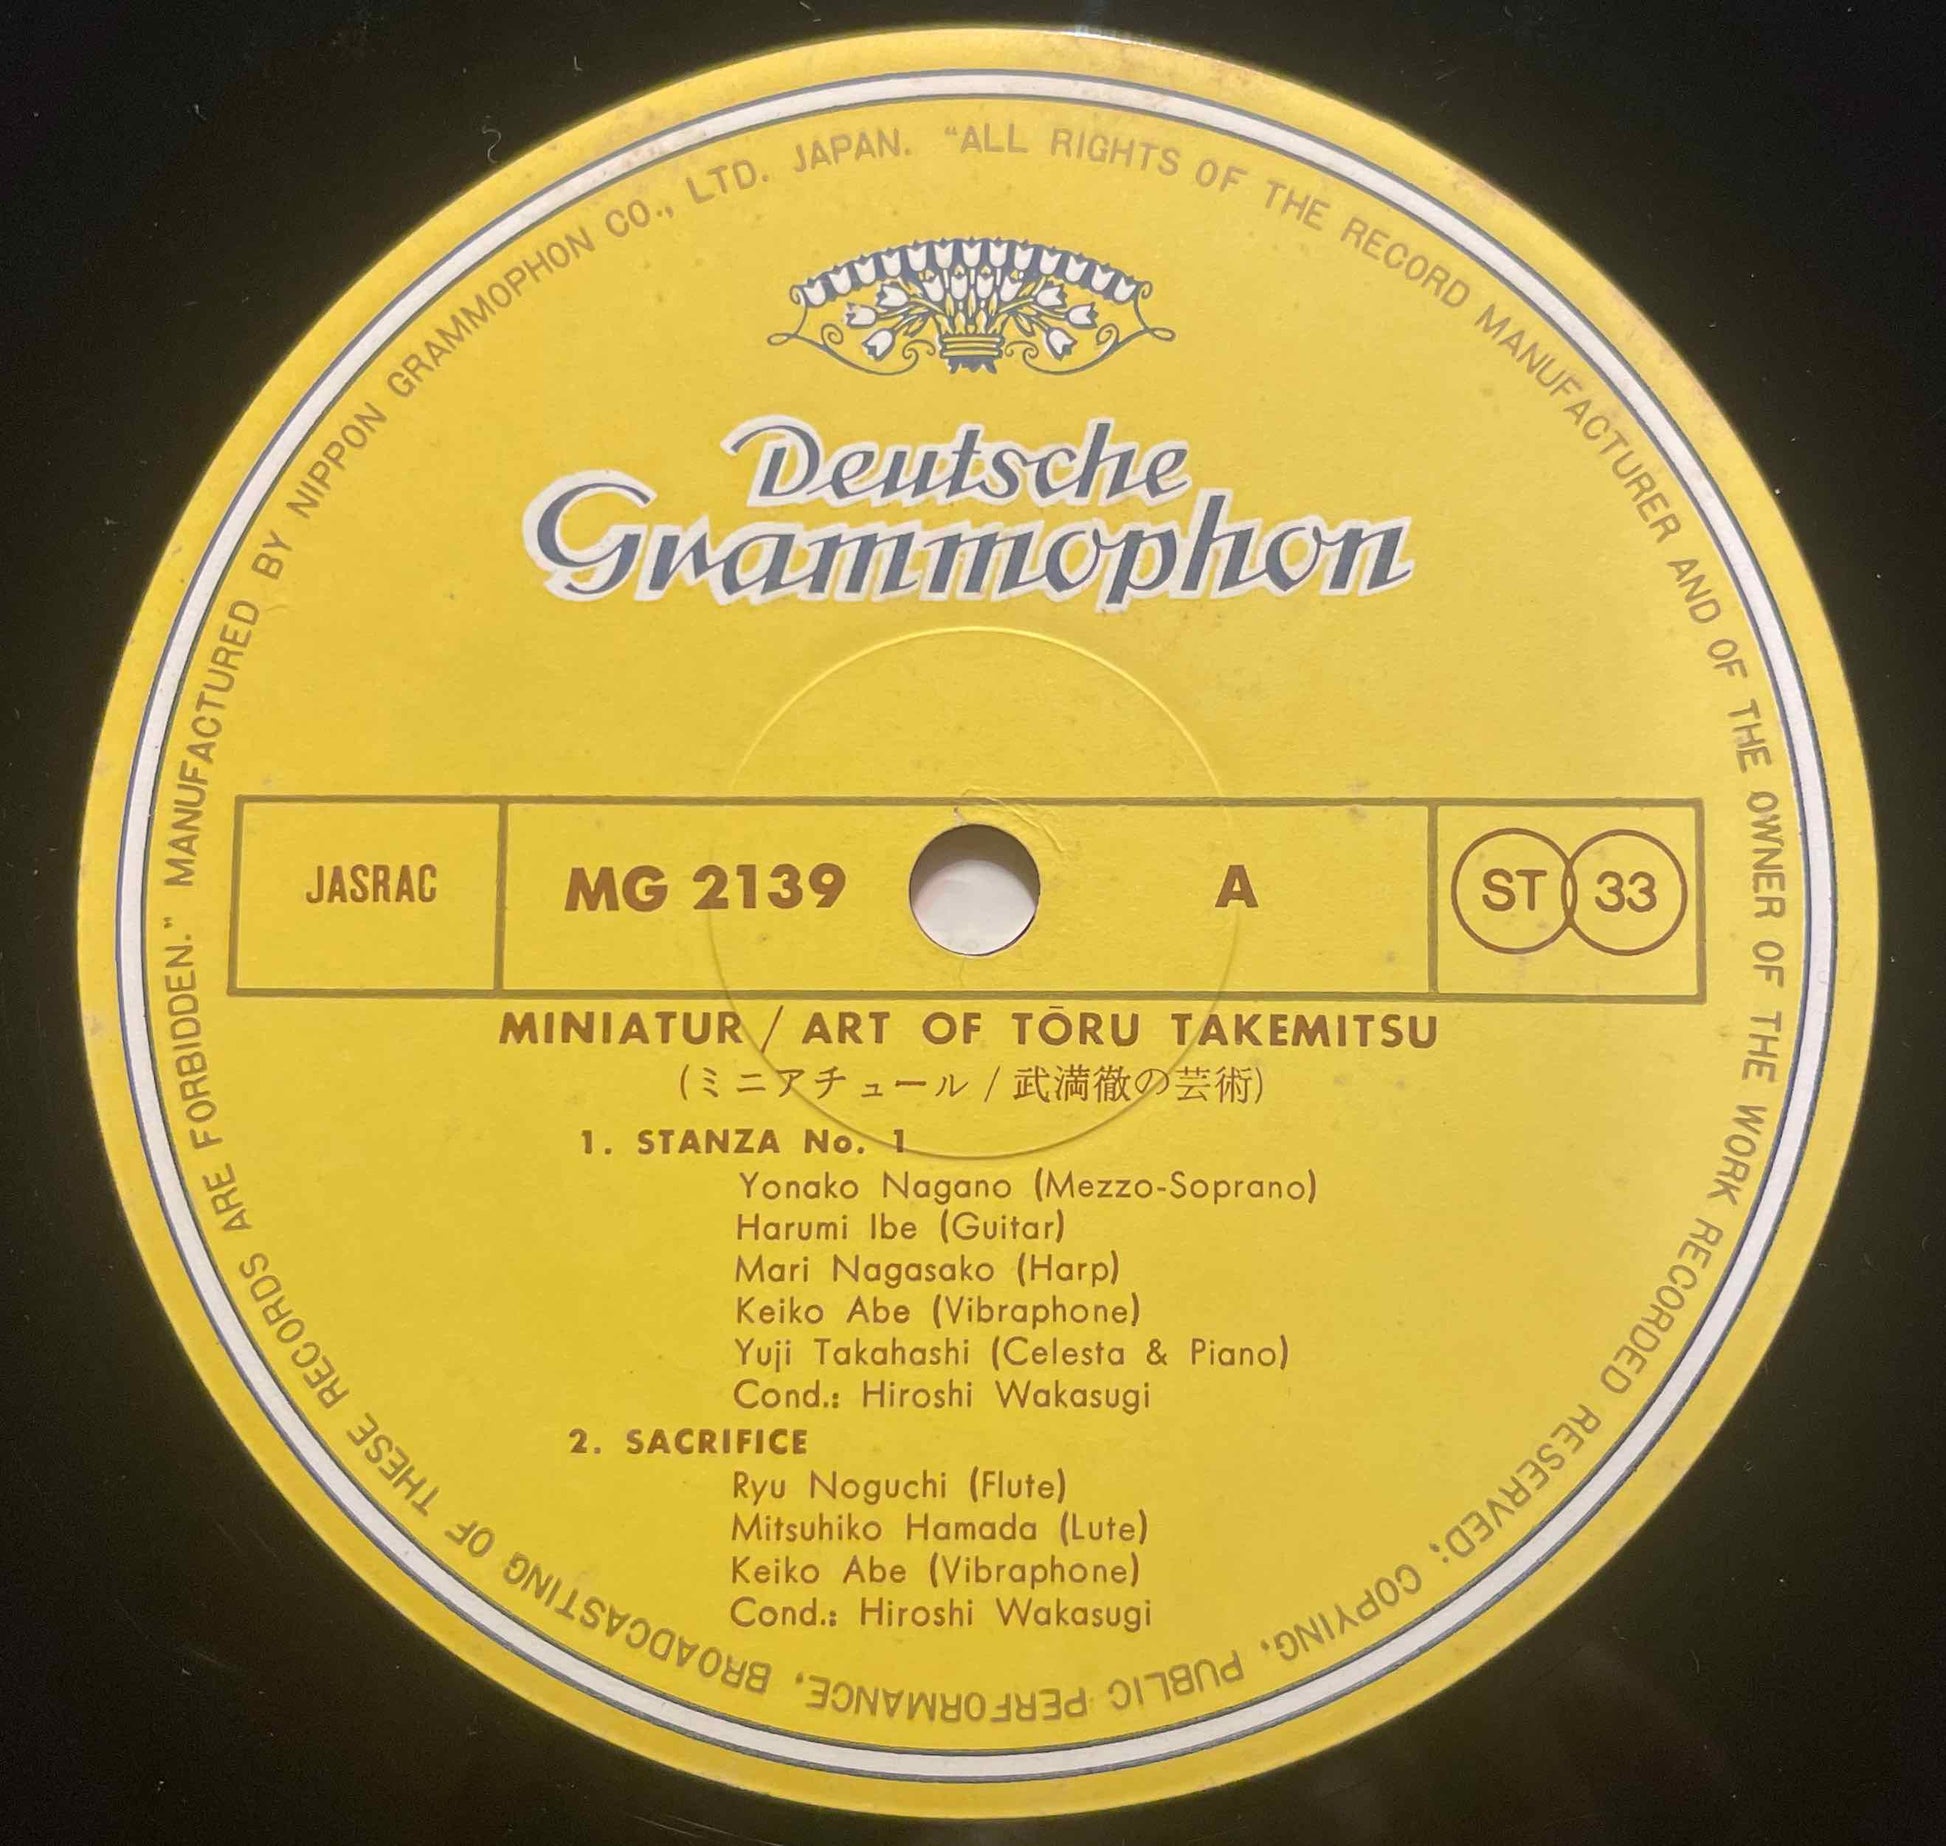 "ALL RIGHTS OF THE RECORD MANUFACTURER AND OF THE OWNER OF THE WORK RECORDED RESERVED; COPYING, PUBLIC PERFORMANCE, BROADCASTING OF THESE RECORDS ARE FORBIDDEN." MANUFACTURED BY NIPPON GRAMMOPHON CO., LTD. JAPAN.
Deutsche
Grammophon
JASRAC MG 2139 A ST 33
MINIATUR / ART OF TŌRU TAKEMITSU
(ミニアチュール / 武満徹の芸術)
1. STANZA No. 1
Yonako Nagano (Mezzo-Soprano)
Harumi Ibe (Guitar)
Mari Nagasako (Harp)
Keiko Abe (Vibraphone)
Yuji Takahashi (Celesta & Piano)
Cond.: Hiroshi Wakasugi
2. SACRIFICE
Ryu Noguchi (Flute)
Mitsuhiko Hamada (Lute)
Keiko Abe (Vibraphone)
Cond.: Hiroshi Wakasugi